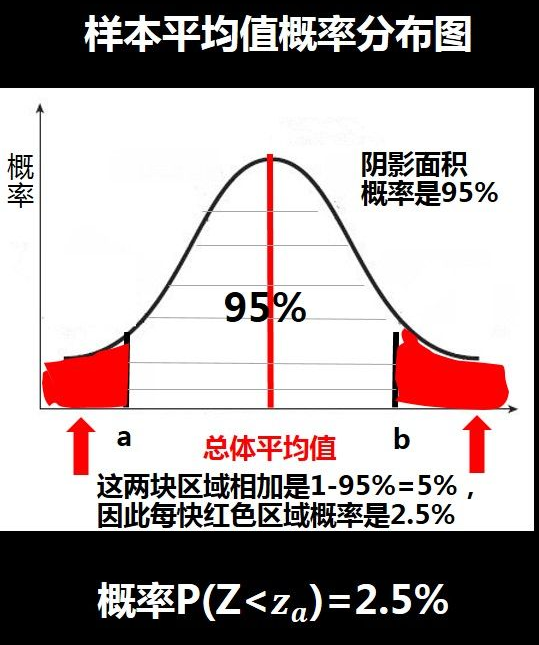 样本平均值概率分布图
概率
阴影面积
概率是95%
95%
a
总体平均值
b
这两块区域相加是1-95%=5%，
因此每快红色区域概率是2.5%
概率P(Z<zₐ)=2.5%